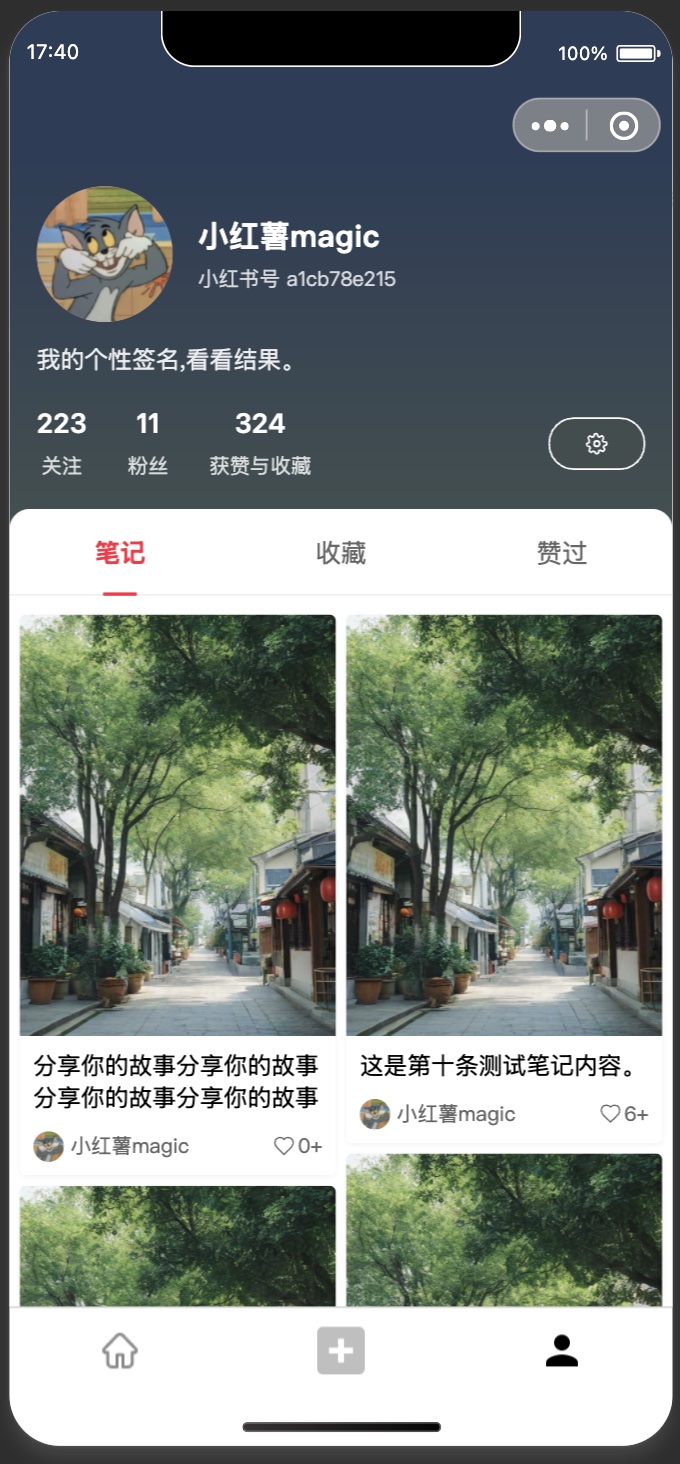 17:40
100%
小红薯magic
小红书号 a1cb78e215
我的个性签名,看看结果。
223
11
324
关注
粉丝
获赞与收藏
笔记
收藏
赞过
分享你的故事分享你的故事
分享你的故事分享你的故事
小红薯magic
0+
这是第十条测试笔记内容。
小红薯magic
6+